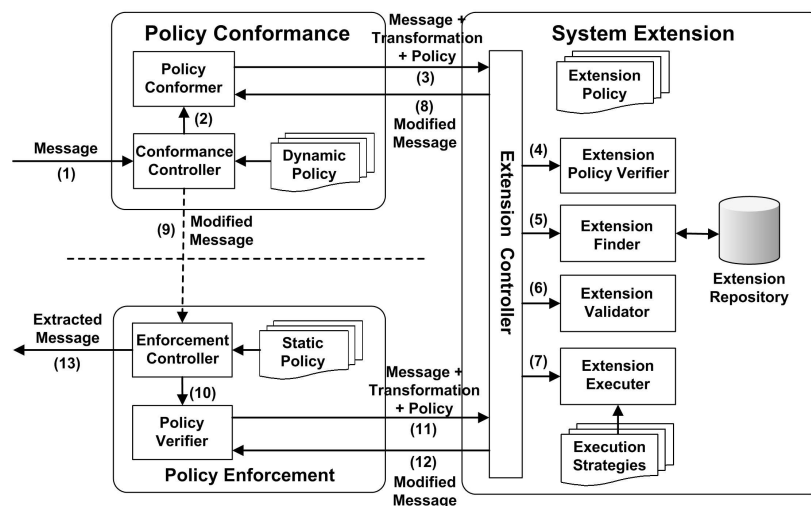 Policy Conformance
Policy
Conformer
(2)
Message
(1)
Conformance
Controller
Dynamic
Policy
(9)
Modified
Message
Message +
Transformation
+ Policy
(3)
(8)
Modified
Message
System Extension
Extension
Policy
Extension Controller
(4)
Extension
Policy Verifier
(5)
Extension
Finder
Extension
Repository
(6)
Extension
Validator
(7)
Extension
Executer
Execution
Strategies
Extracted
Message
(13)
Enforcement
Controller
Static
Policy
(10)
Policy
Verifier
Policy Enforcement
Message +
Transformation
+ Policy
(11)
(12)
Modified
Message